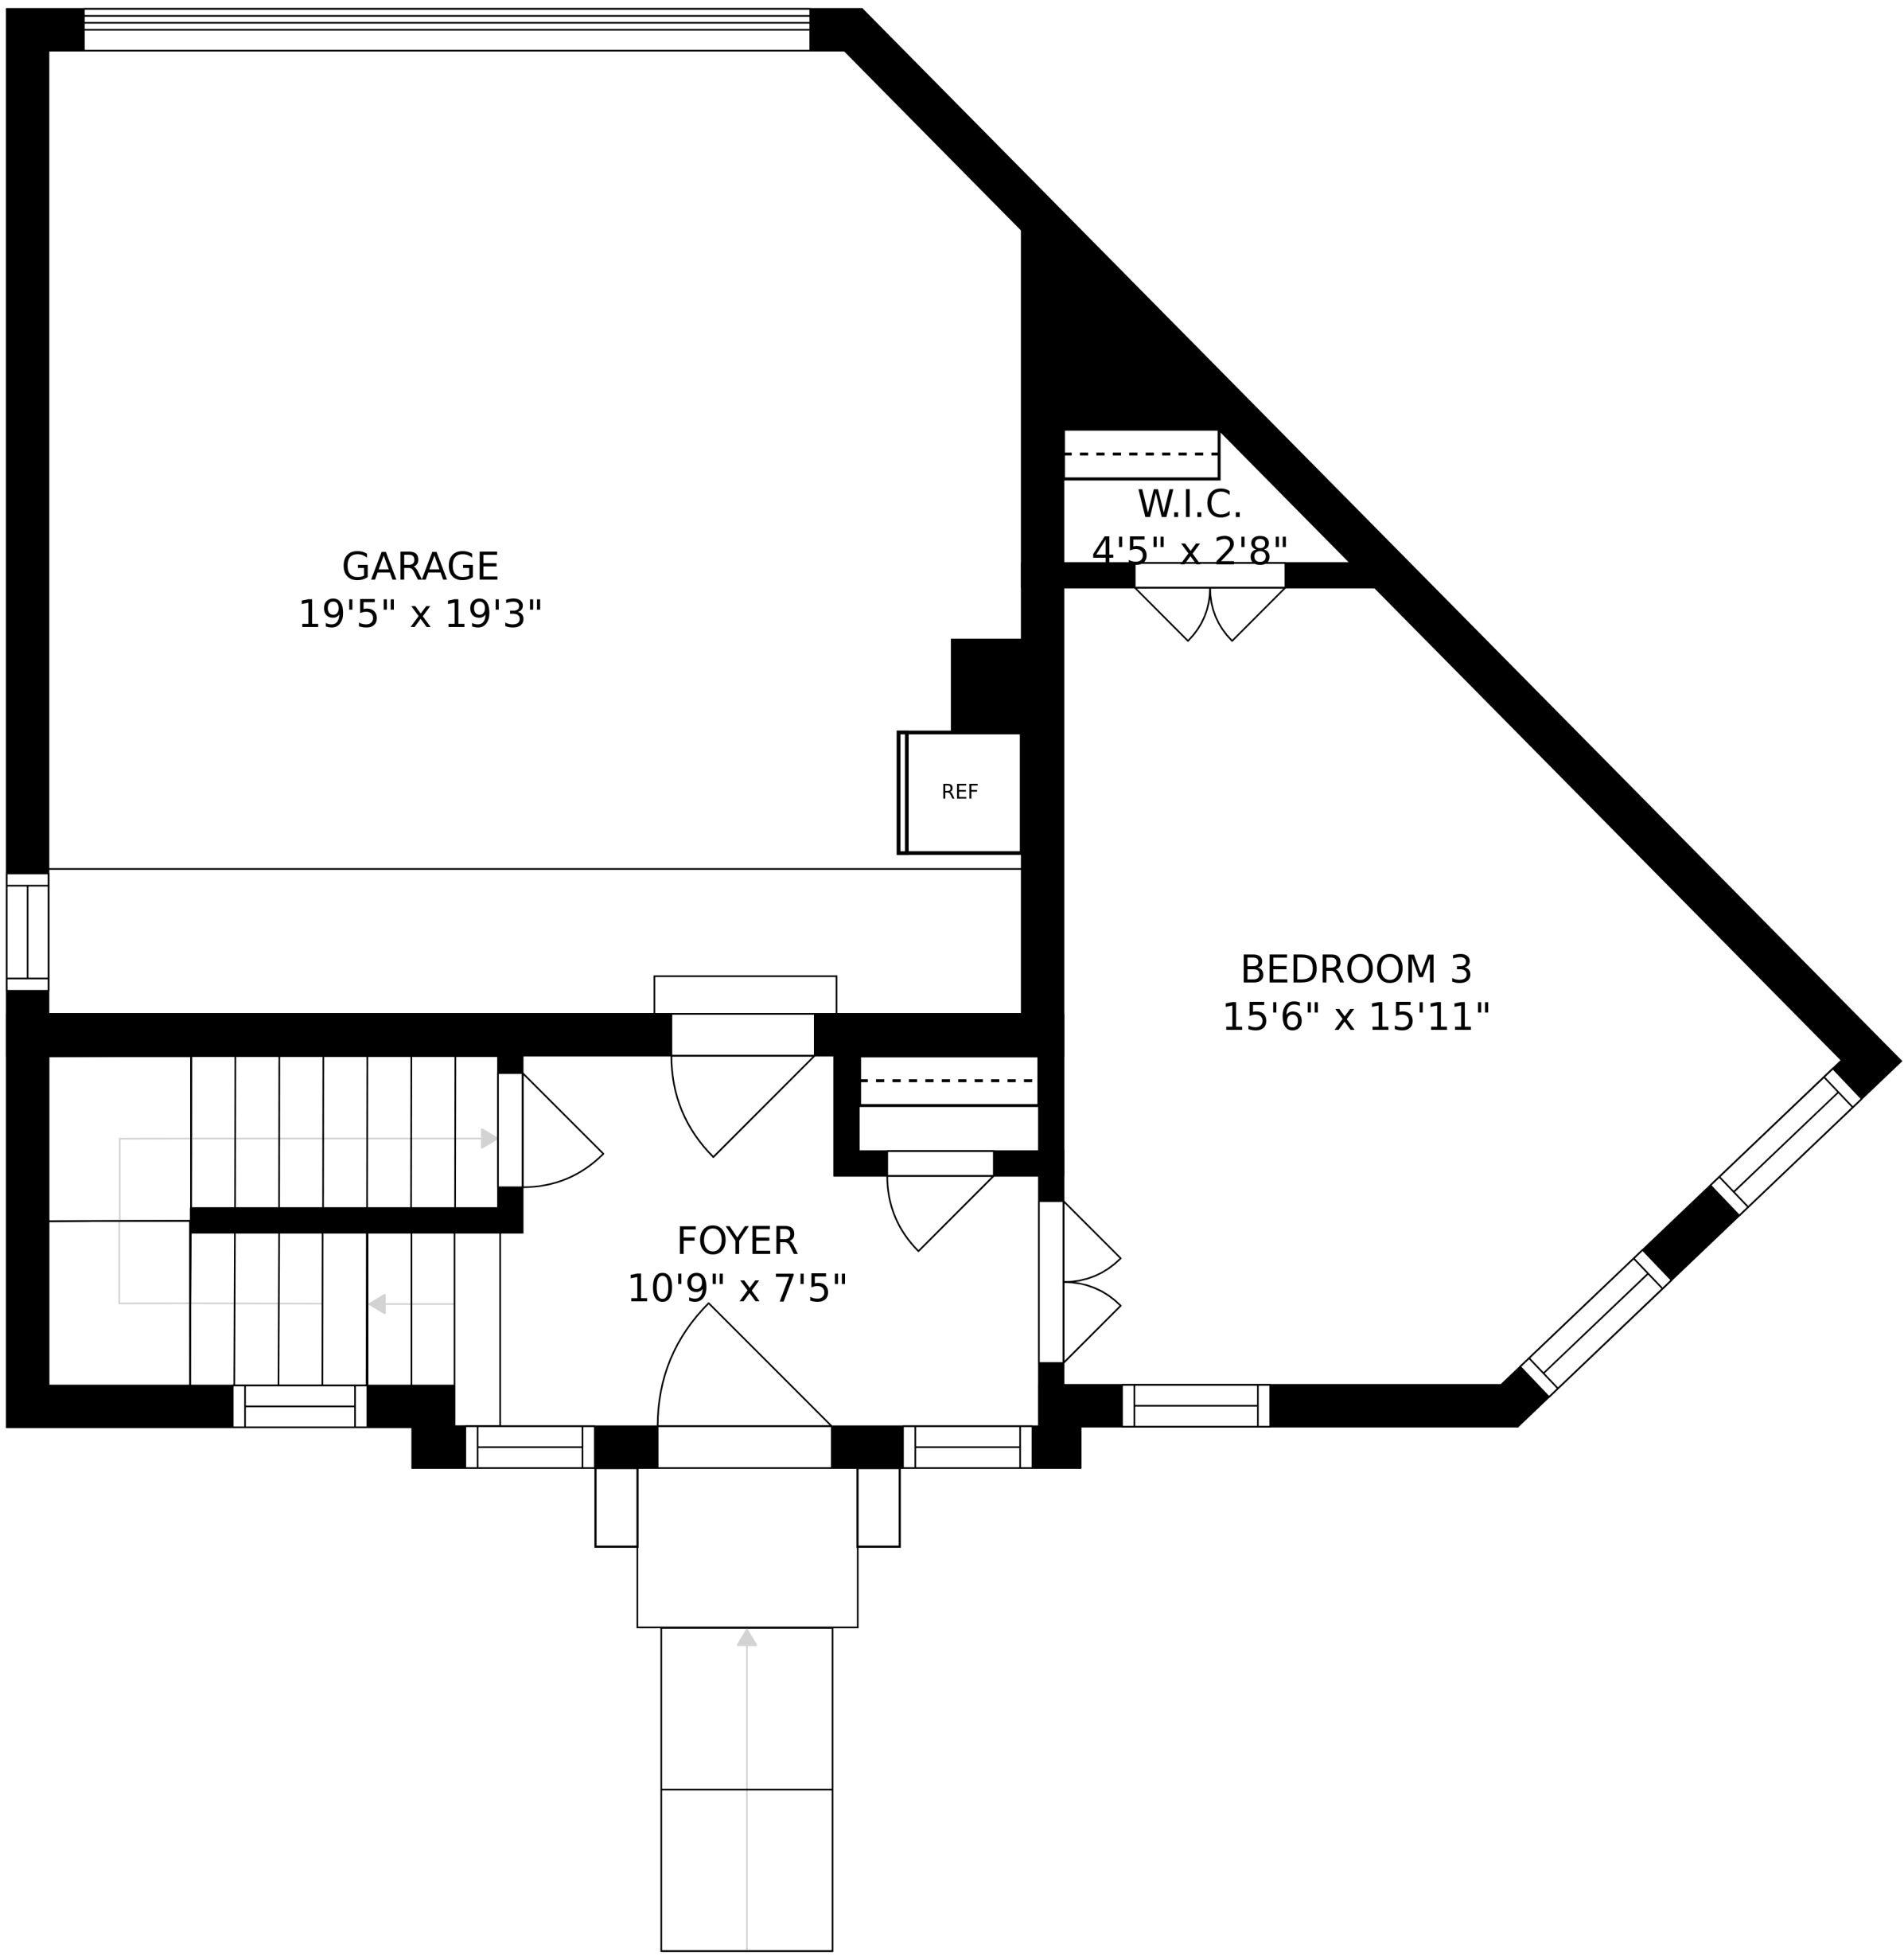 W.I.C.
4'5" x 2'8"
GARAGE
19'5" x 19'3"
REF
BEDROOM 3
15'6" x 15'11"
FOYER
10'9" x 7'5"